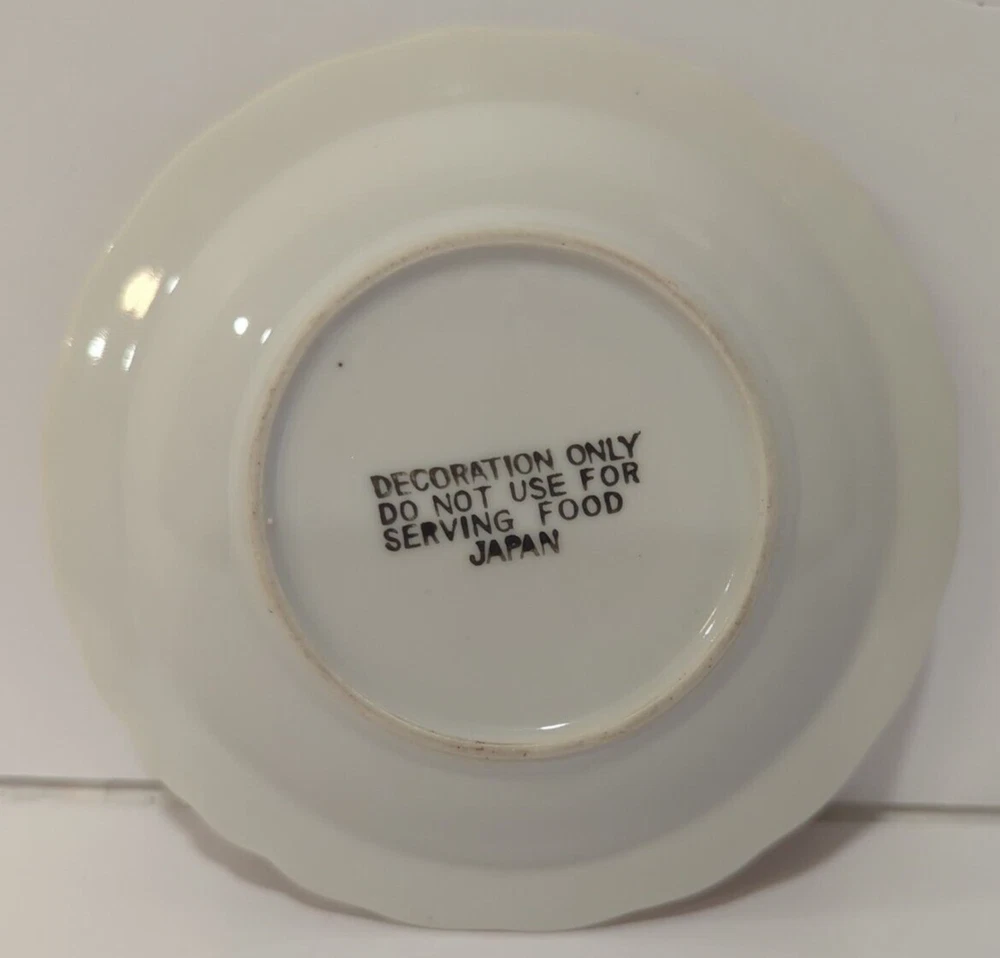 DECORATION ONLY
DO NOT USE FOR
SERVING FOOD
JAPAN